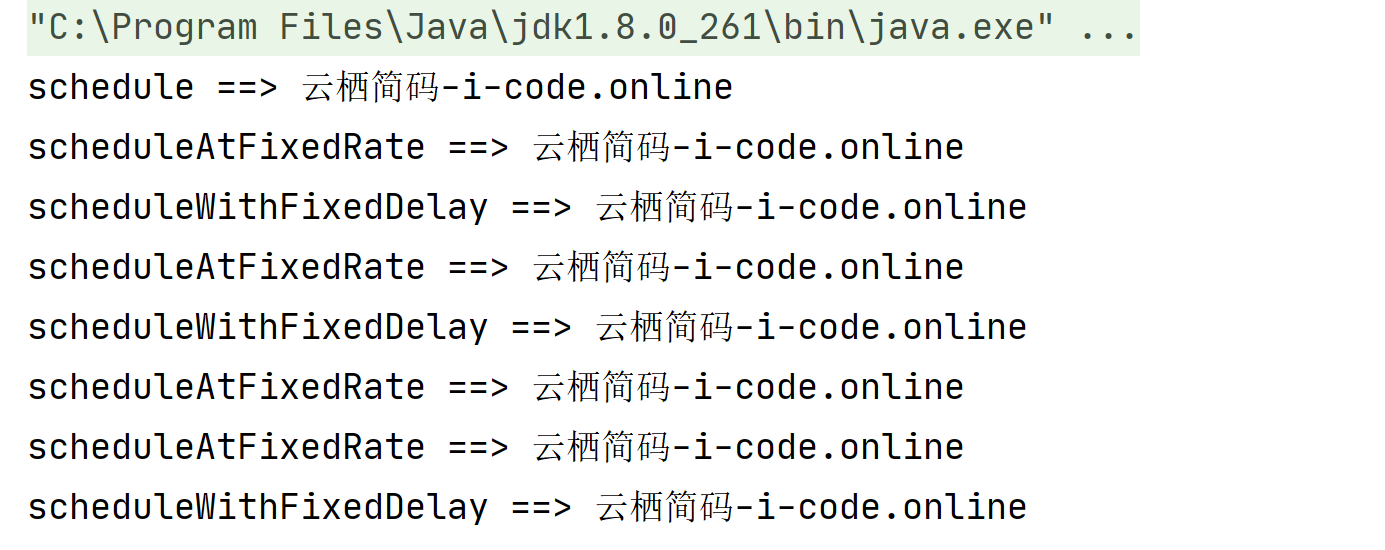 "C:\Program Files\Java\jdk1.8.0_261\bin\java.exe" ...
schedule ==> 云栖简码-i-code.online
scheduleAtFixedRate ==> 云栖简码-i-code.online
scheduleWithFixedDelay ==> 云栖简码-i-code.online
scheduleAtFixedRate ==> 云栖简码-i-code.online
scheduleWithFixedDelay ==> 云栖简码-i-code.online
scheduleAtFixedRate ==> 云栖简码-i-code.online
scheduleAtFixedRate ==> 云栖简码-i-code.online
scheduleWithFixedDelay ==> 云栖简码-i-code.online